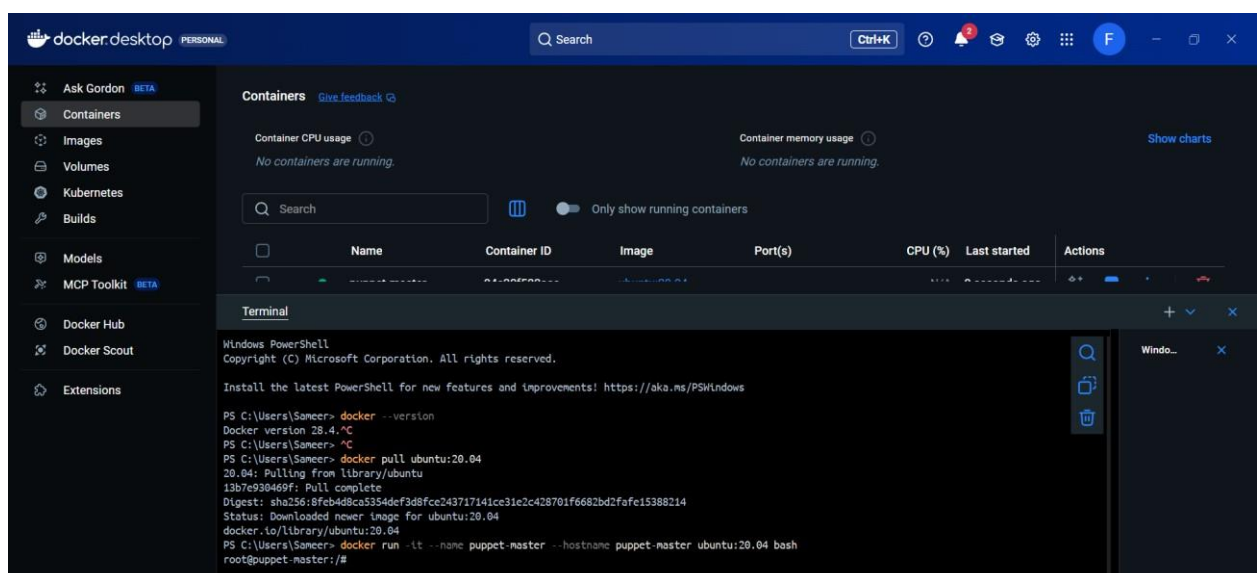 docker.desktop PERSONAL
Search
Ctrl+K
2
F
Ask Gordon BETA
Containers
Images
Volumes
Kubernetes
Builds
Models
MCP Toolkit BETA
Docker Hub
Docker Scout
Extensions
Containers Give feedback
Container CPU usage
No containers are running.
Container memory usage
No containers are running.
Show charts
Search
Only show running containers
Name Container ID Image Port(s) CPU (%) Last started Actions
puppet-master ubuntu:20.04
Terminal
Windows PowerShell
Copyright (C) Microsoft Corporation. All rights reserved.
Install the latest PowerShell for new features and improvements! https://aka.ms/PSWindows
PS C:\Users\Sameer> docker --version
Docker version 28.4.^C
PS C:\Users\Sameer> ^C
PS C:\Users\Sameer> docker pull ubuntu:20.04
20.04: Pulling from library/ubuntu
13b7e930469f: Pull complete
Digest: sha256:8feb4d8ca5354def3d8fce243717141ce31e2c428701f6682bd2fafe15388214
Status: Downloaded newer image for ubuntu:20.04
docker.io/library/ubuntu:20.04
PS C:\Users\Sameer> docker run -it --name puppet-master --hostname puppet-master ubuntu:20.04 bash
root@puppet-master:/#
Windo...